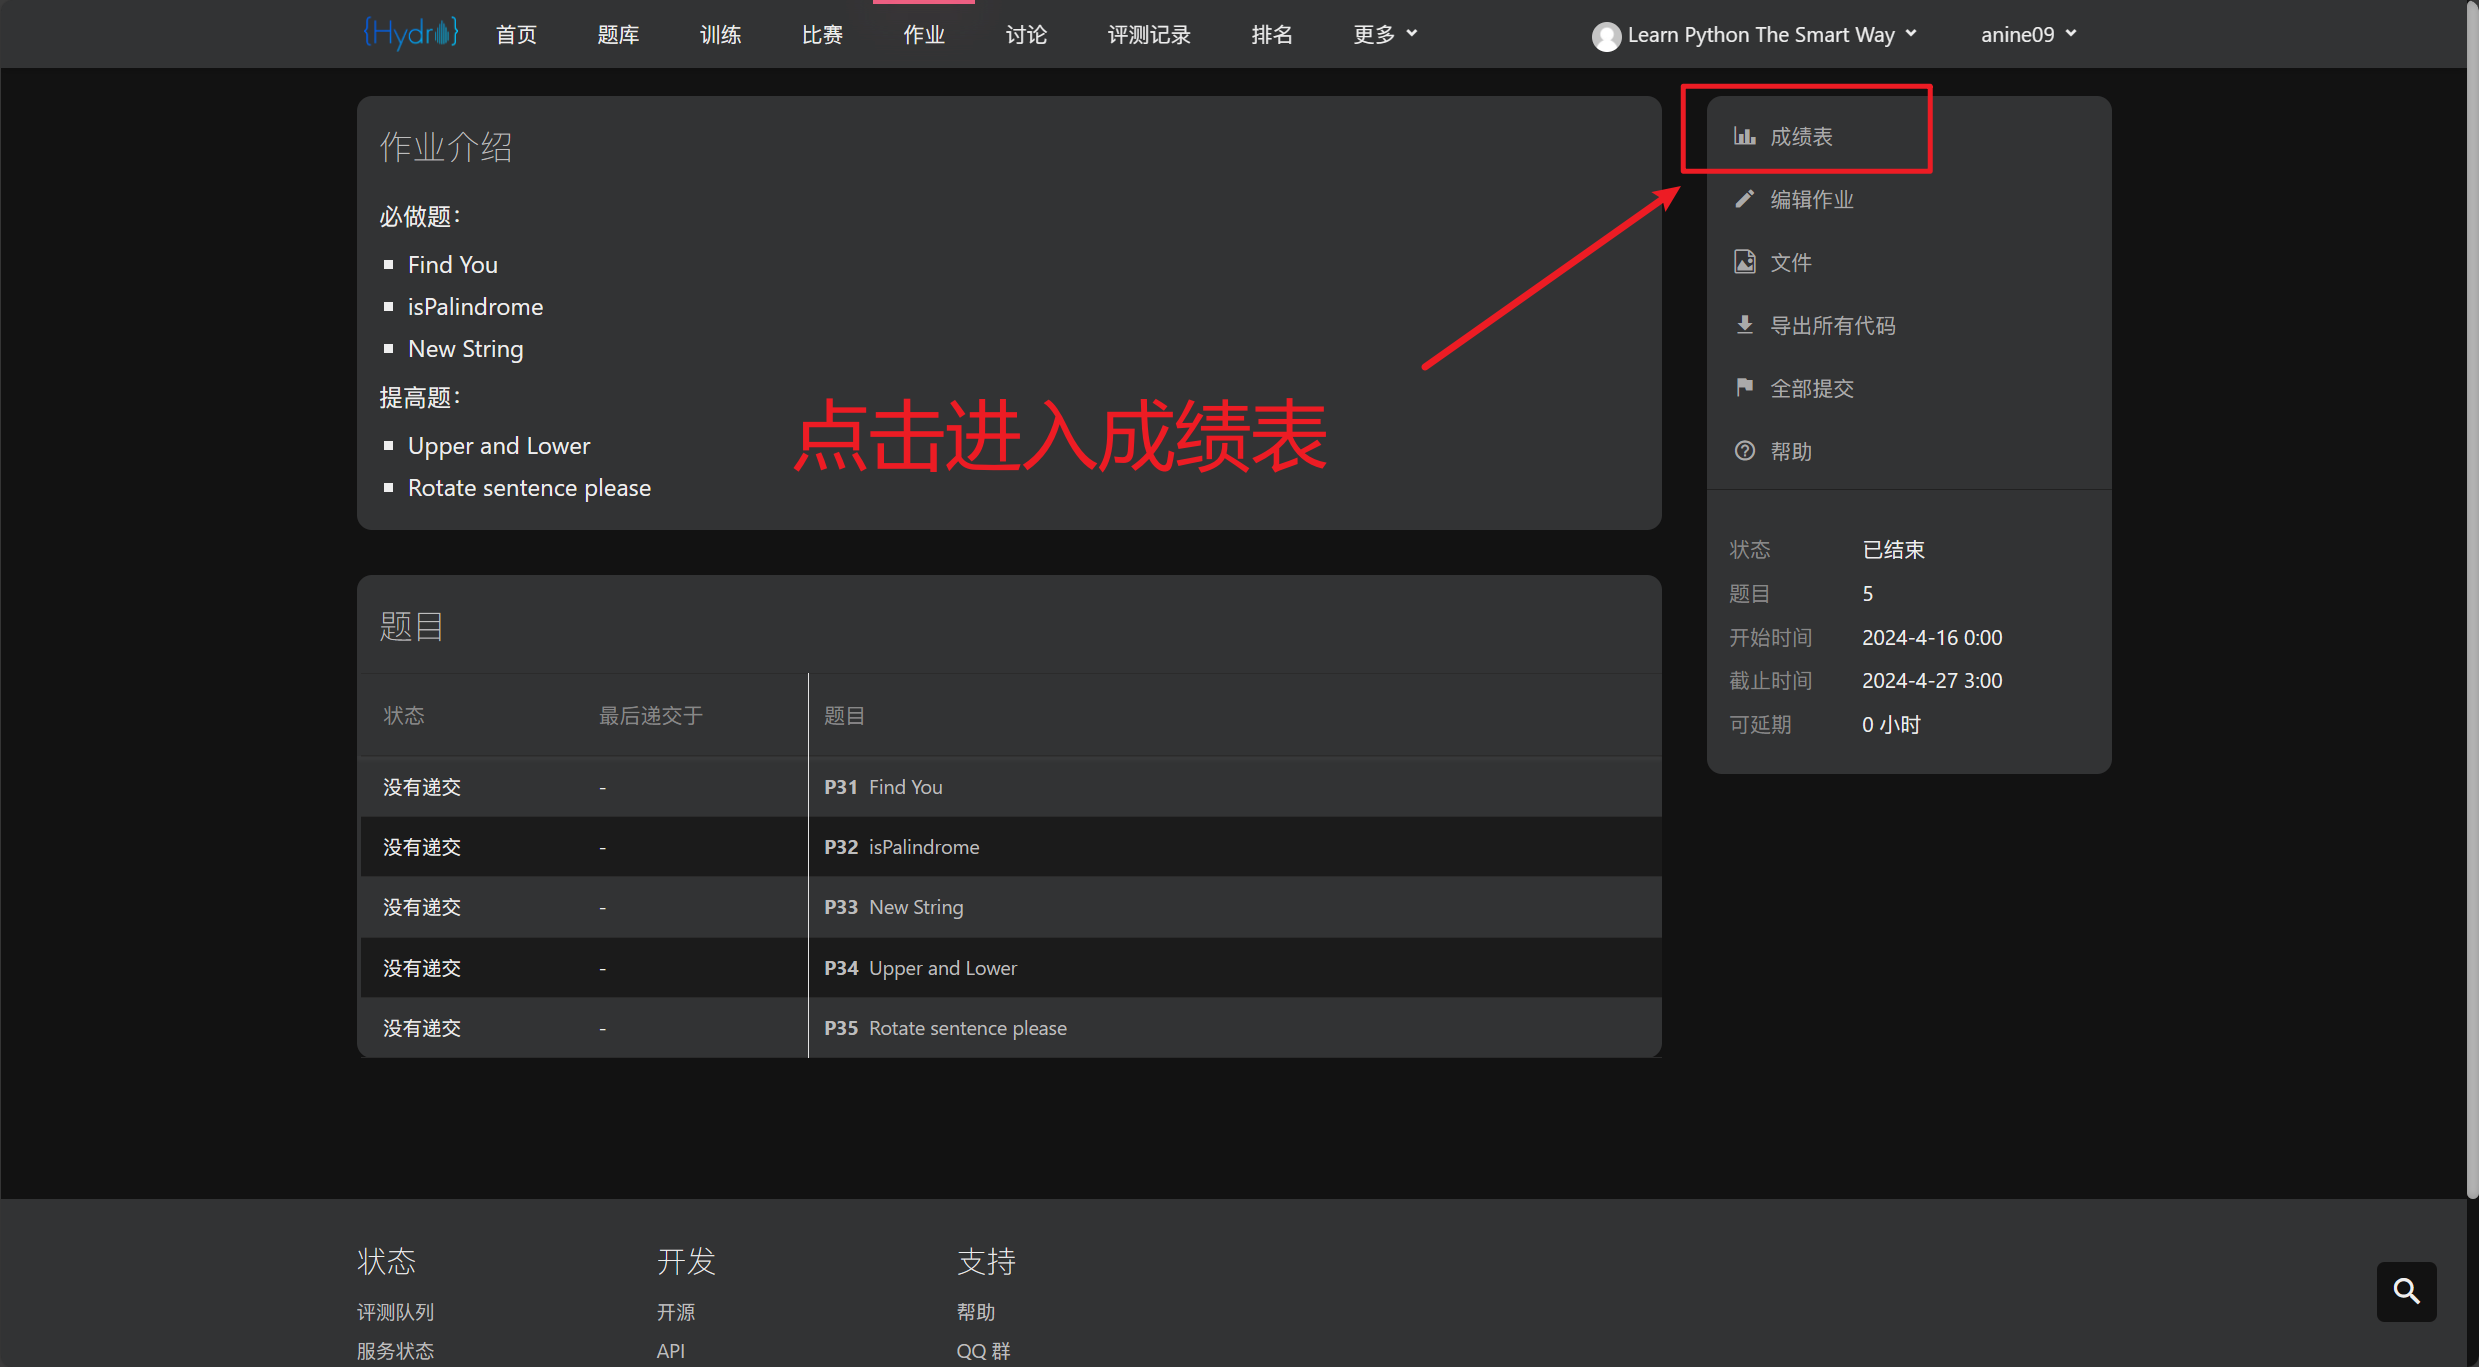 {Hydro}
首页
题库
训练
比赛
作业
讨论
评测记录
排名
更多
Learn Python The Smart Way
anine09
作业介绍
必做题：
Find You
isPalindrome
New String
提高题：
Upper and Lower
Rotate sentence please
点击进入成绩表
成绩表
编辑作业
文件
导出所有代码
全部提交
帮助
状态 已结束
题目 5
开始时间 2024-4-16 0:00
截止时间 2024-4-27 3:00
可延期 0 小时
题目
状态 最后递交于 题目
没有递交 - P31 Find You
没有递交 - P32 isPalindrome
没有递交 - P33 New String
没有递交 - P34 Upper and Lower
没有递交 - P35 Rotate sentence please
状态
评测队列
服务状态
开发
开源
API
支持
帮助
QQ 群